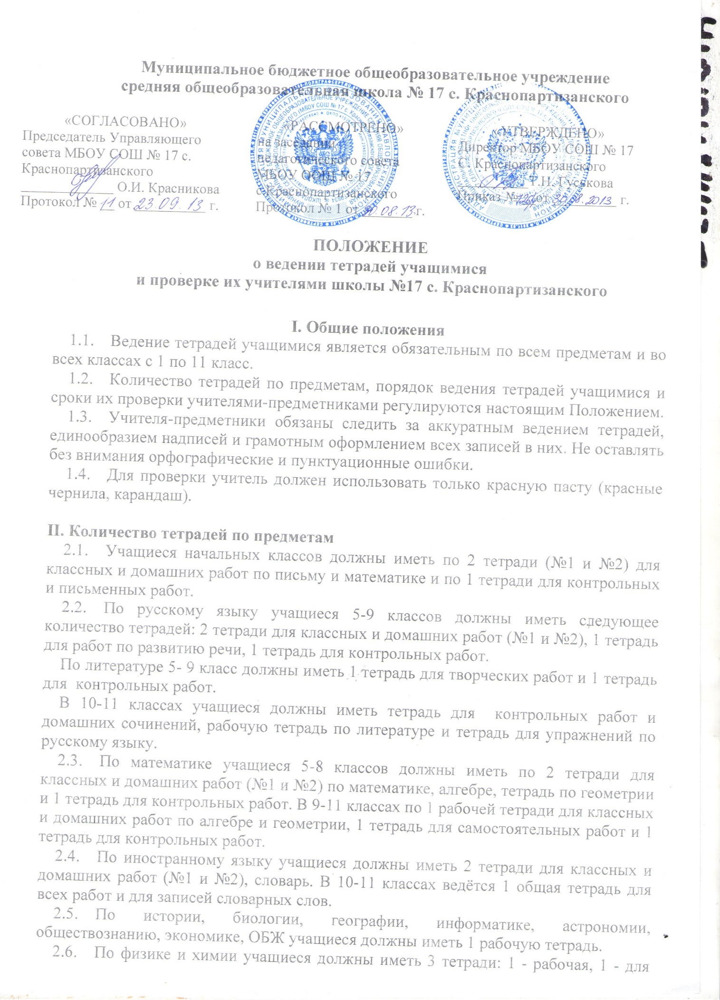 Муниципальное бюджетное общеобразовательное учреждение
средняя общеобразовательная школа № 17 с. Краснопартизанского
«СОГЛАСОВАНО»
Председатель Управляющего
совета МБОУ СОШ № 17 с.
Краснопартизанского
О.И. Красникова
Протокол № 11 от 23.09.13 г.
«РАССМОТРЕНО»
на заседании
педагогического совета
МБОУ ООШ № 17
с Краснопартизанского
Протокол № 1 от 30.08.13 г.
«УТВЕРЖДЕНО»
Директор МБОУ СОШ № 17
С. Краснопартизанского
Т.Н. Гуськова
Приказ № от 30.08.2013 г.
ПОЛОЖЕНИЕ
о ведении тетрадей учащимися
и проверке их учителями школы №17 с. Краснопартизанского
I. Общие положения
1.1. Ведение тетрадей учащимися является обязательным по всем предметам и во
всех классах с 1 по 11 класс.
1.2. Количество тетрадей по предметам, порядок ведения тетрадей учащимися и
сроки их проверки учителями-предметниками регулируются настоящим Положением.
1.3. Учителя-предметники обязаны следить за аккуратным ведением тетрадей,
единообразием надписей и грамотным оформлением всех записей в них. Не оставлять
без внимания орфографические и пунктуационные ошибки.
1.4. Для проверки учитель должен использовать только красную пасту (красные
чернила, карандаш).
II. Количество тетрадей по предметам
2.1. Учащиеся начальных классов должны иметь по 2 тетради (№1 и №2) для
классных и домашних работ по письму и математике и по 1 тетради для контрольных
и письменных работ.
2.2. По русскому языку учащиеся 5-9 классов должны иметь следующее
количество тетрадей: 2 тетради для классных и домашних работ (№1 и №2), 1 тетрадь
для работ по развитию речи, 1 тетрадь для контрольных работ.
По литературе 5- 9 класс должны иметь 1 тетрадь для творческих работ и 1 тетрадь
для контрольных работ.
В 10-11 классах учащиеся должны иметь тетрадь для контрольных работ и
домашних сочинений, рабочую тетрадь по литературе и тетрадь для упражнений по
русскому языку.
2.3. По математике учащиеся 5-8 классов должны иметь по 2 тетради для
классных и домашних работ (№1 и №2) по математике, алгебре, тетрадь по геометрии
и 1 тетрадь для контрольных работ. В 9-11 классах по 1 рабочей тетради для классных
и домашних работ по алгебре и геометрии, 1 тетрадь для самостоятельных работ и 1
тетрадь для контрольных работ.
2.4. По иностранному языку учащиеся должны иметь 2 тетради для классных и
домашних работ (№1 и №2), словарь. В 10-11 классах ведётся 1 общая тетрадь для
всех работ и для записей словарных слов.
2.5. По истории, биологии, географии, информатике, астрономии,
обществознанию, экономике, ОБЖ учащиеся должны иметь 1 рабочую тетрадь.
2.6. По физике и химии учащиеся должны иметь 3 тетради: 1 - рабочая, 1 - для